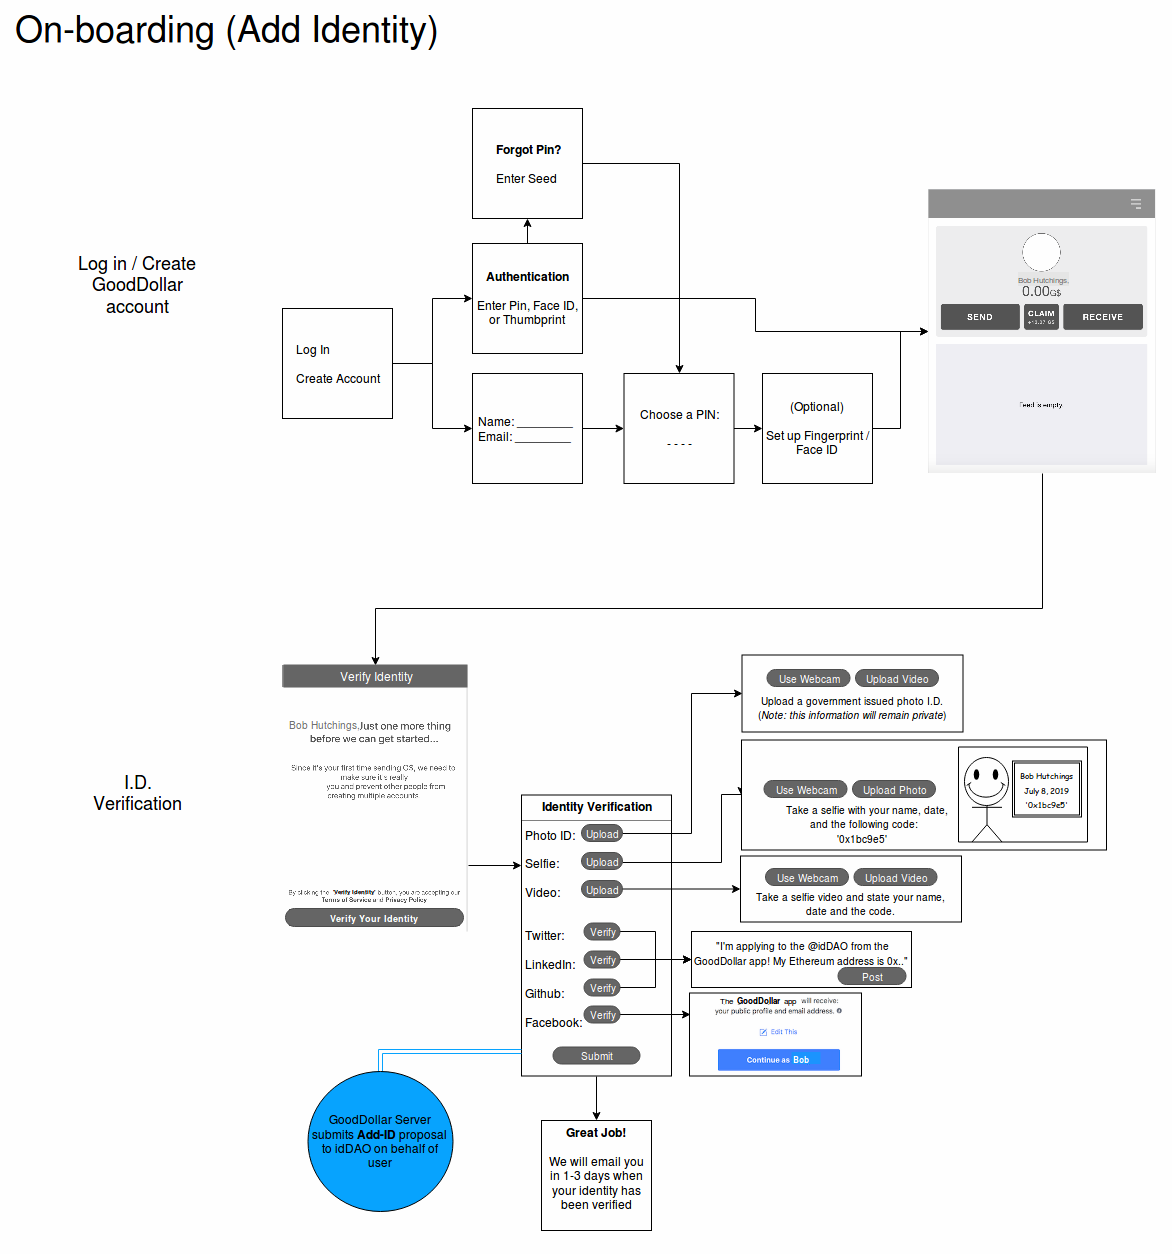 On-boarding (Add Identity)
Forgot Pin?
Enter Seed
Log in / Create
GoodDollar
account
Authentication
Enter Pin, Face ID,
or Thumbprint
Log In
Create Account
Name: ________
Email: ________
Choose a PIN:
- - - -
(Optional)
Set up Fingerprint /
Face ID
Bob Hutchings,
0.00G$
SEND
CLAIM
RECEIVE
Feed is empty
I.D.
Verification
Verify Identity
Bob Hutchings,Just one more thing
before we can get started...
Since it's your first time sending G$, we need to
make sure it's really
you and prevent other people from
creating multiple accounts
By clicking the "Verify Identity" button, you are accepting our
Terms of Service and Privacy Policy
Verify Your Identity
Identity Verification
Photo ID: Upload
Selfie: Upload
Video: Upload
Twitter: Verify
LinkedIn: Verify
Github: Verify
Facebook: Verify
Submit
Use Webcam Upload Video
Upload a government issued photo I.D.
(Note: this information will remain private)
Use Webcam Upload Photo
Take a selfie with your name, date,
and the following code:
'0x1bc9e5'
Bob Hutchings
July 8, 2019
'0x1bc9e5'
Use Webcam Upload Video
Take a selfie video and state your name,
date and the code.
"I'm applying to the @idDAO from the
GoodDollar app! My Ethereum address is 0x.."
Post
The GoodDollar app will receive:
your public profile and email address.
Edit This
Continue as Bob
GoodDollar Server
submits Add-ID proposal
to idDAO on behalf of
user
Great Job!
We will email you
in 1-3 days when
your identity has
been verified